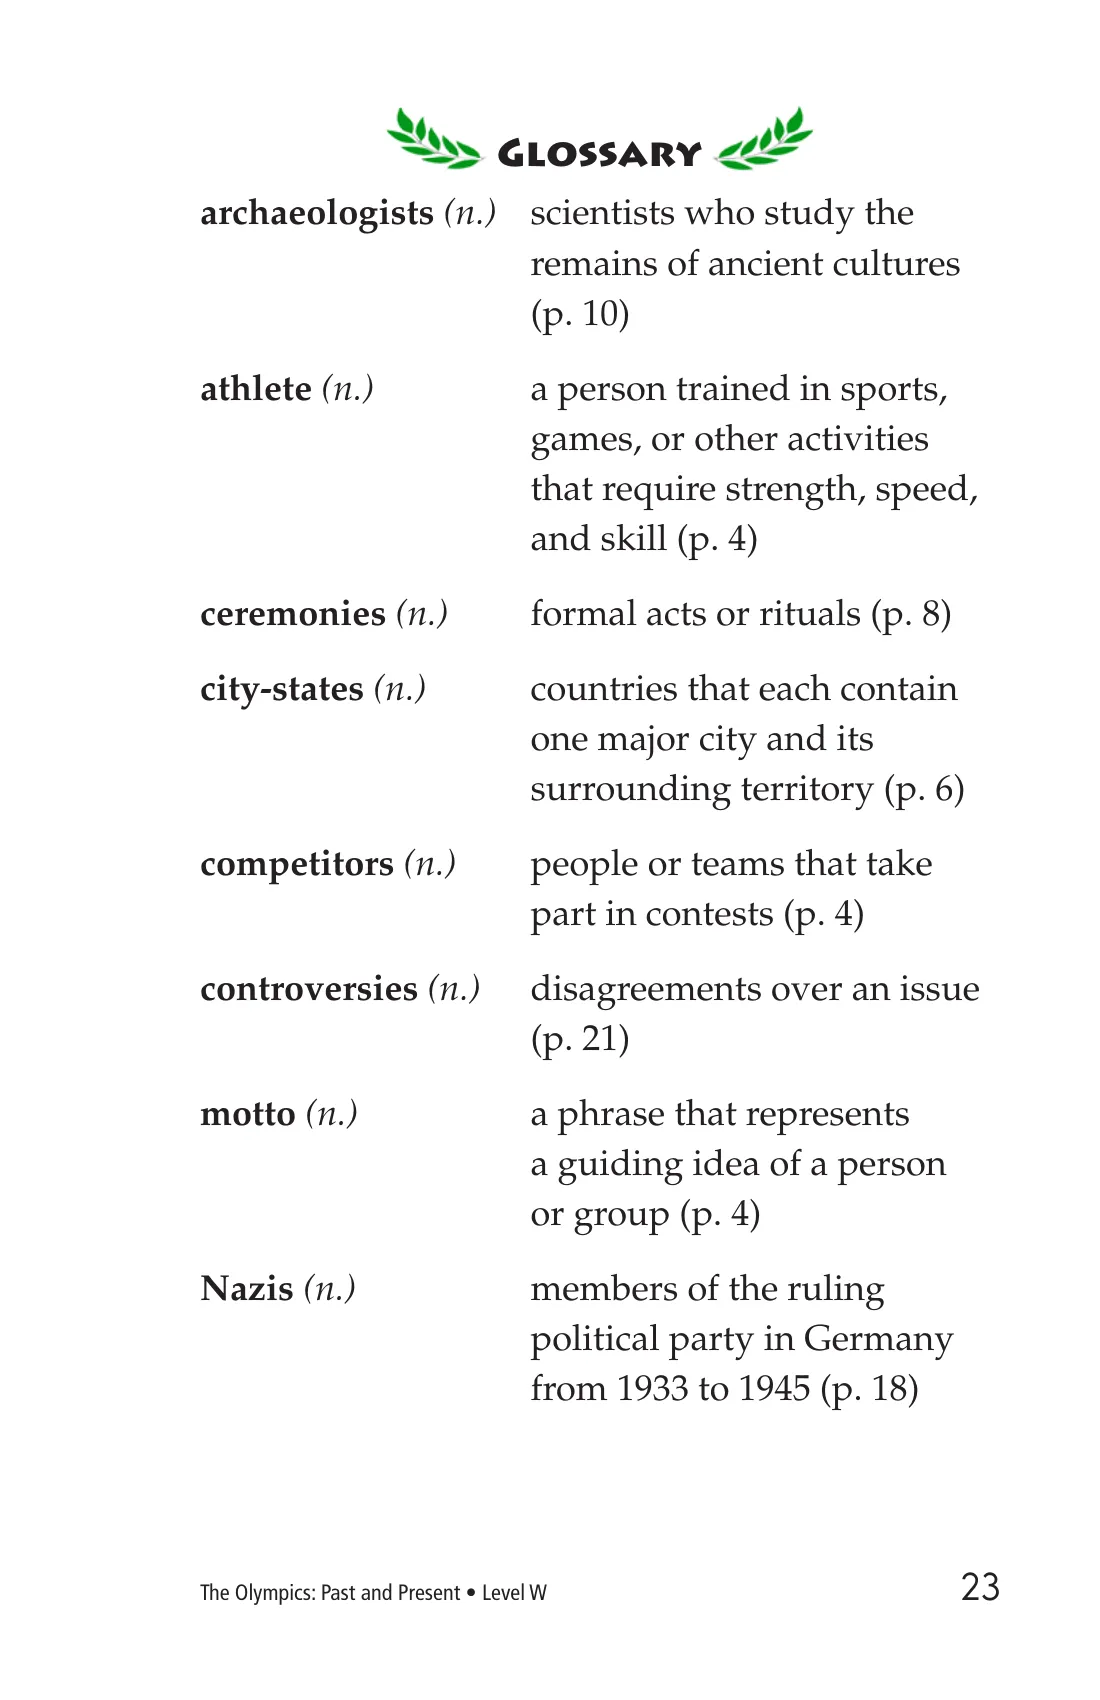 Glossary
archaeologists (n.) scientists who study the
remains of ancient cultures
(p. 10)
athlete (n.) a person trained in sports,
games, or other activities
that require strength, speed,
and skill (p. 4)
ceremonies (n.) formal acts or rituals (p. 8)
city-states (n.) countries that each contain
one major city and its
surrounding territory (p. 6)
competitors (n.) people or teams that take
part in contests (p. 4)
controversies (n.) disagreements over an issue
(p. 21)
motto (n.) a phrase that represents
a guiding idea of a person
or group (p. 4)
Nazis (n.) members of the ruling
political party in Germany
from 1933 to 1945 (p. 18)
The Olympics: Past and Present • Level W 23